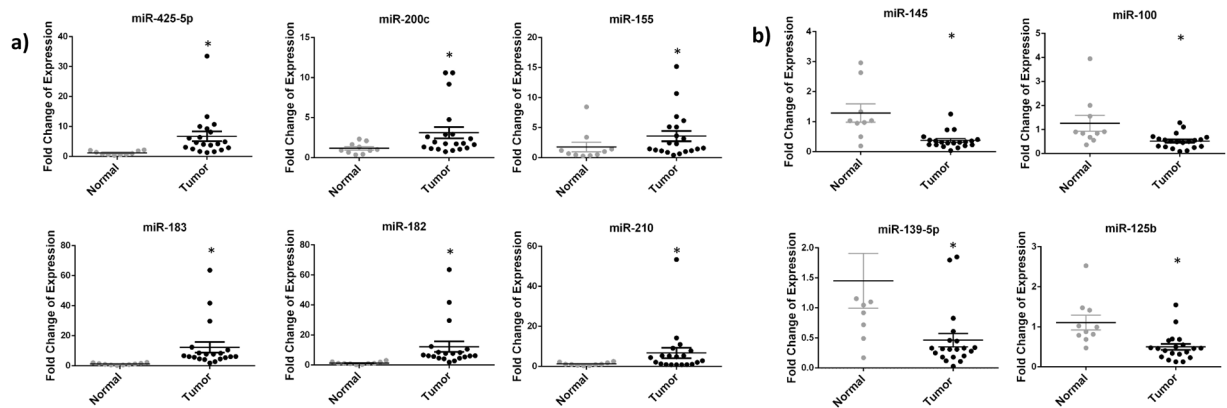 a)
miR-425-5p
Fold Change of Expression
40
30
20
10
0
*
Normal
Tumor
miR-200c
Fold Change of Expression
15
10
5
0
*
Normal
Tumor
miR-155
Fold Change of Expression
20
15
10
5
0
*
Normal
Tumor
b)
miR-145
Fold Change of Expression
4
3
2
1
0
*
Normal
Tumor
miR-100
Fold Change of Expression
5
4
3
2
1
0
*
Normal
Tumor
miR-183
Fold Change of Expression
80
60
40
20
0
*
Normal
Tumor
miR-182
Fold Change of Expression
80
60
40
20
0
*
Normal
Tumor
miR-210
Fold Change of Expression
60
40
20
0
*
Normal
Tumor
miR-139-5p
Fold Change of Expression
2.0
1.5
1.0
0.5
0.0
*
Normal
Tumor
miR-125b
Fold Change of Expression
3
2
1
0
*
Normal
Tumor